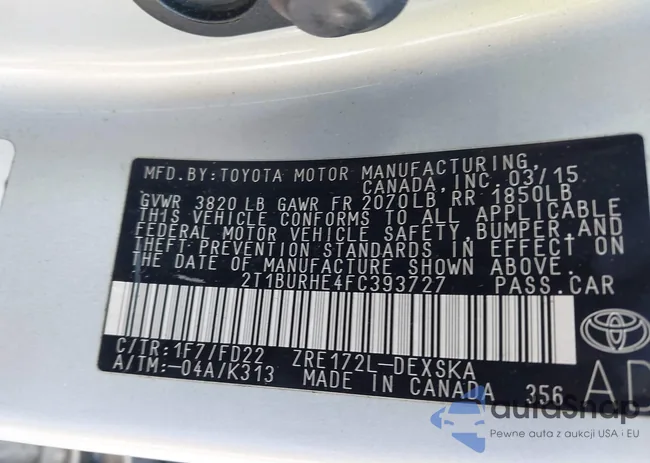 MFD.BY:TOYOTA MOTOR MANUFACTURING,
CANADA, INC. 03/15
GVWR 3820 LB GAWR FR 2070LB RR 1850LB
THIS VEHICLE CONFORMS TO ALL APPLICABLE
FEDERAL MOTOR VEHICLE SAFETY, BUMPER, AND
THEFT PREVENTION STANDARDS IN EFFECT ON
THE DATE OF MANUFACTURE SHOWN ABOVE.
2T1BURHE4FC393727 PASS.CAR
C/TR:1F7/FD22 ZRE172L-DEXSKA
A/TM:-04A/K313 MADE IN CANADA 356
AD
autoSnap
Pewne auta z aukcji USA i EU